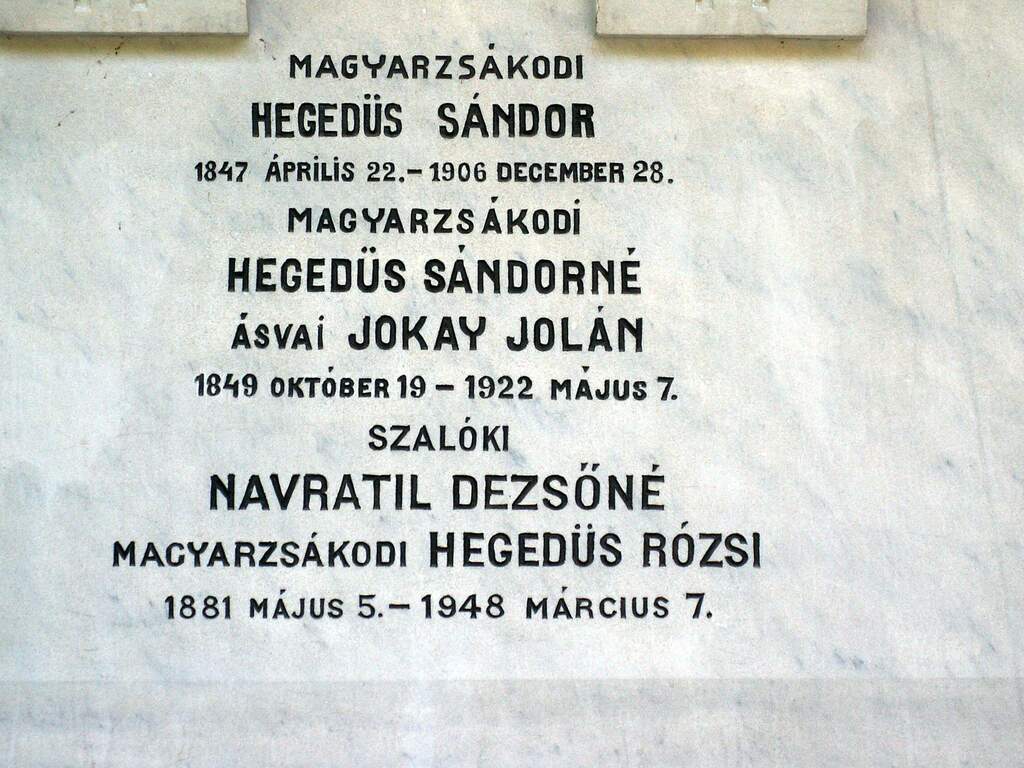 MAGYARZSÁKODI
HEGEDÜS SÁNDOR
1847 ÁPRILIS 22.– 1906 DECEMBER 28.
MAGYARZSÁKODI
HEGEDÜS SÁNDORNÉ
ÁSVAI JOKAY JOLÁN
1849 OKTÓBER 19 – 1922 MÁJUS 7.
SZALÓKI
NAVRATIL DEZSŐNÉ
MAGYARZSÁKODI HEGEDÜS RÓZSI
1881 MÁJUS 5.– 1948 MÁRCIUS 7.